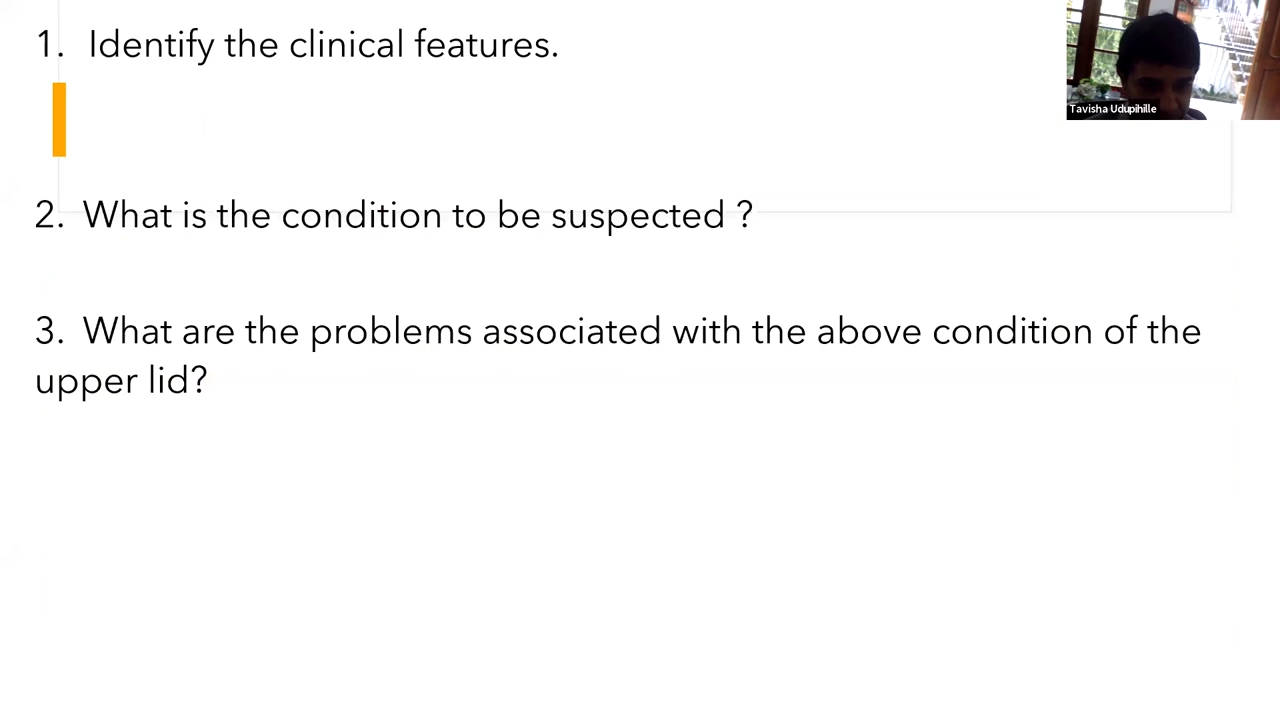 1. Identify the clinical features.
Tavisha Udupihille
2. What is the condition to be suspected ?
3. What are the problems associated with the above condition of the
upper lid?